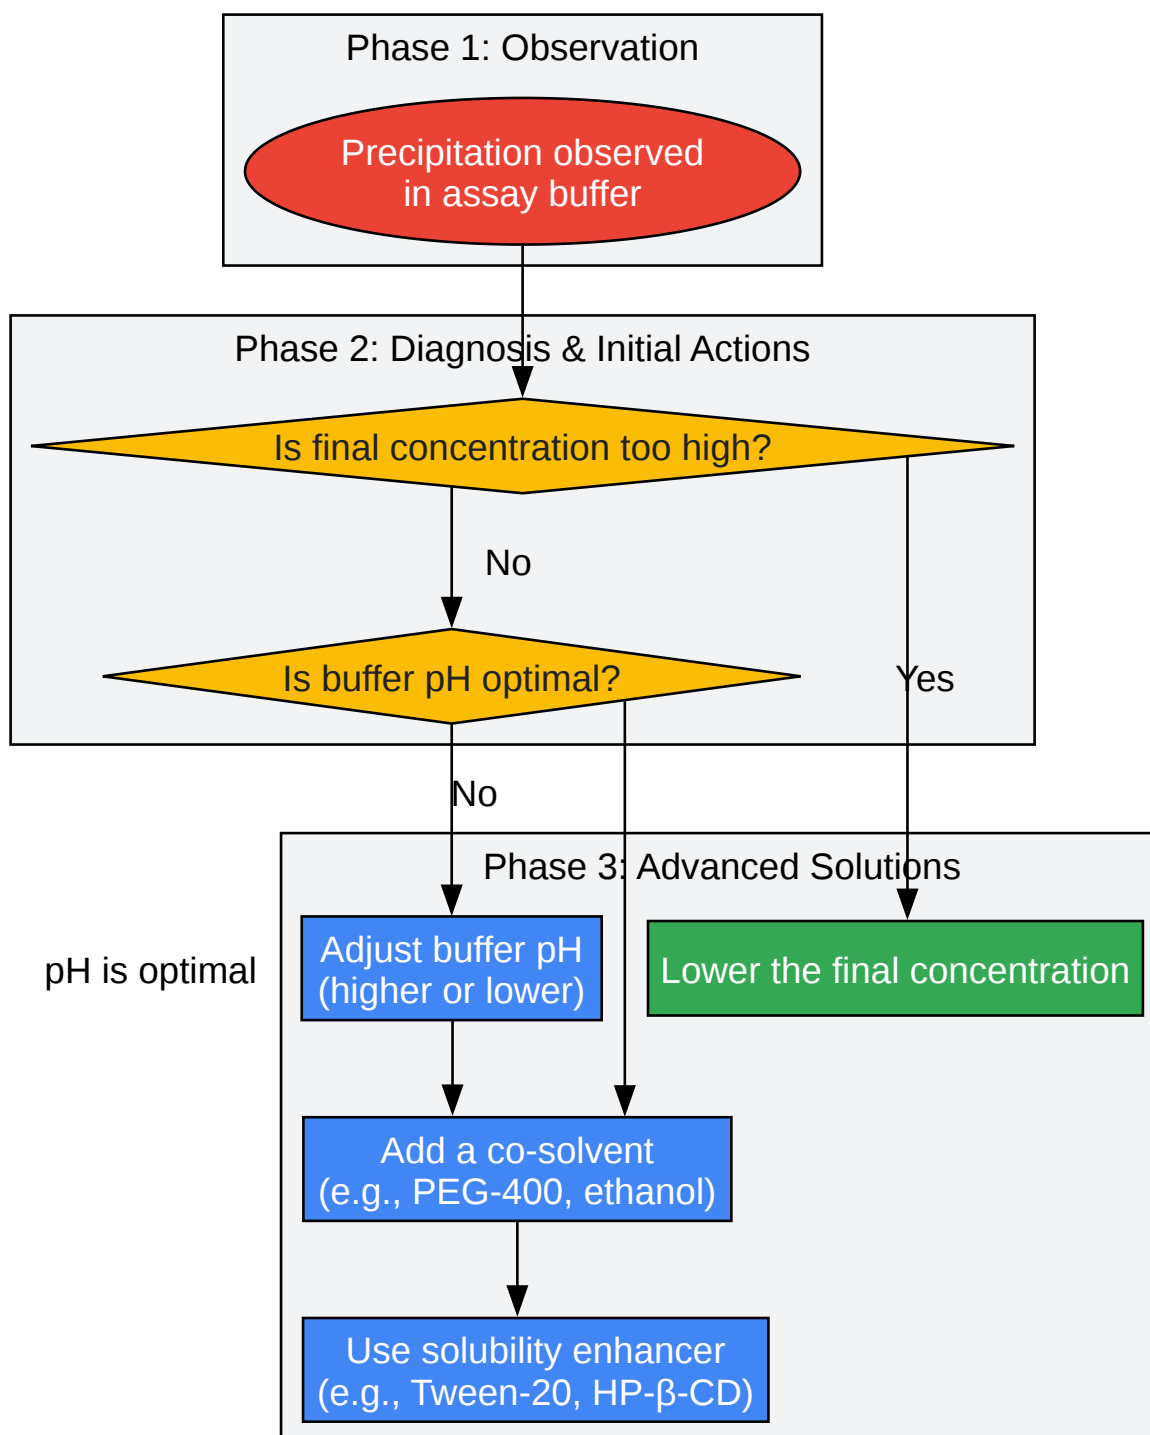 Phase 1: Observation
Precipitation observed
in assay buffer
Phase 2: Diagnosis & Initial Actions
Is final concentration too high?
No
Is buffer pH optimal?
Yes
No
Phase 3: Advanced Solutions
pH is optimal
Adjust buffer pH
(higher or lower)
Lower the final concentration
Add a co-solvent
(e.g., PEG-400, ethanol)
Use solubility enhancer
(e.g., Tween-20, HP-β-CD)